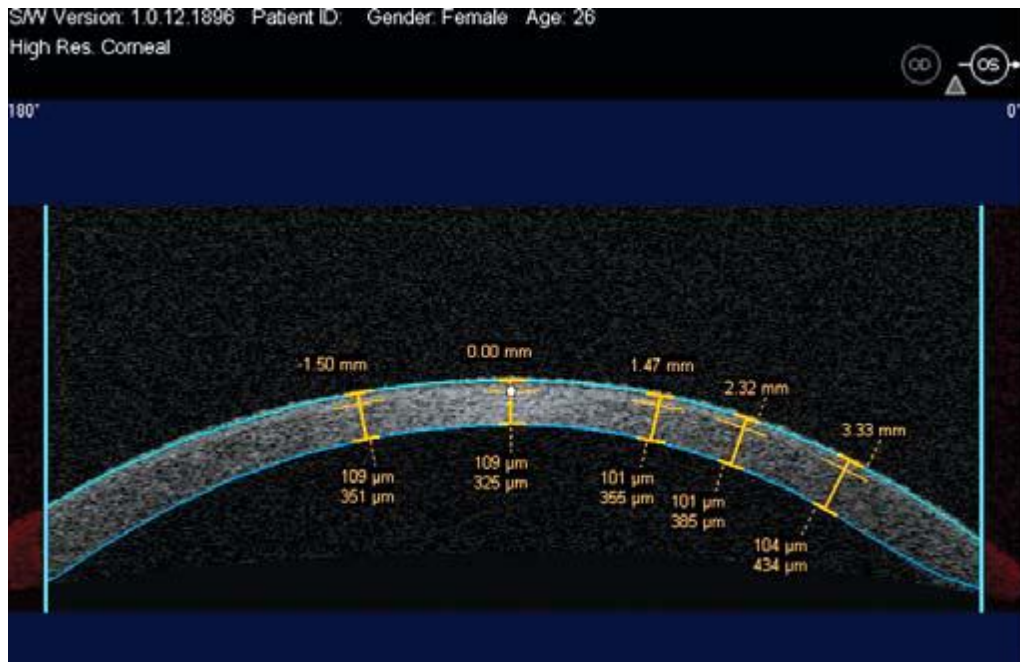 S/W Version: 1.0.12.1896 Patient ID: Gender: Female Age: 26
High Res. Corneal
OD OS
180° 0°
-1.50 mm 0.00 mm 1.47 mm
2.32 mm
3.33 mm
109 µm
351 µm
109 µm
325 µm
101 µm
355 µm
101 µm
385 µm
104 µm
434 µm